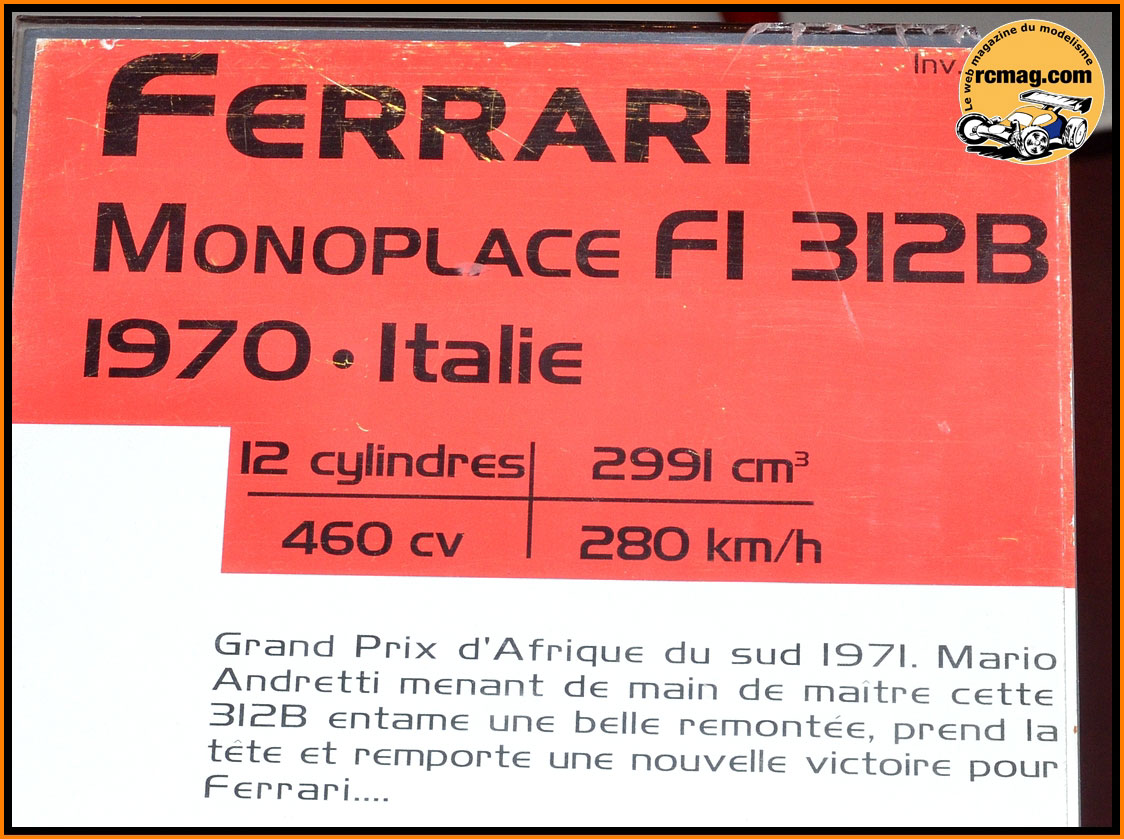 Le web magazine du modelisme
rcmag.com
Inv.
FERRARI
MONOPLACE F1 312B
1970 • Italie
12 cylindres 2991 cm³
460 cv 280 km/h
Grand Prix d'Afrique du sud 1971. Mario
Andretti menant de main de maître cette
312B entame une belle remontée, prend la
tête et remporte une nouvelle victoire pour
Ferrari....